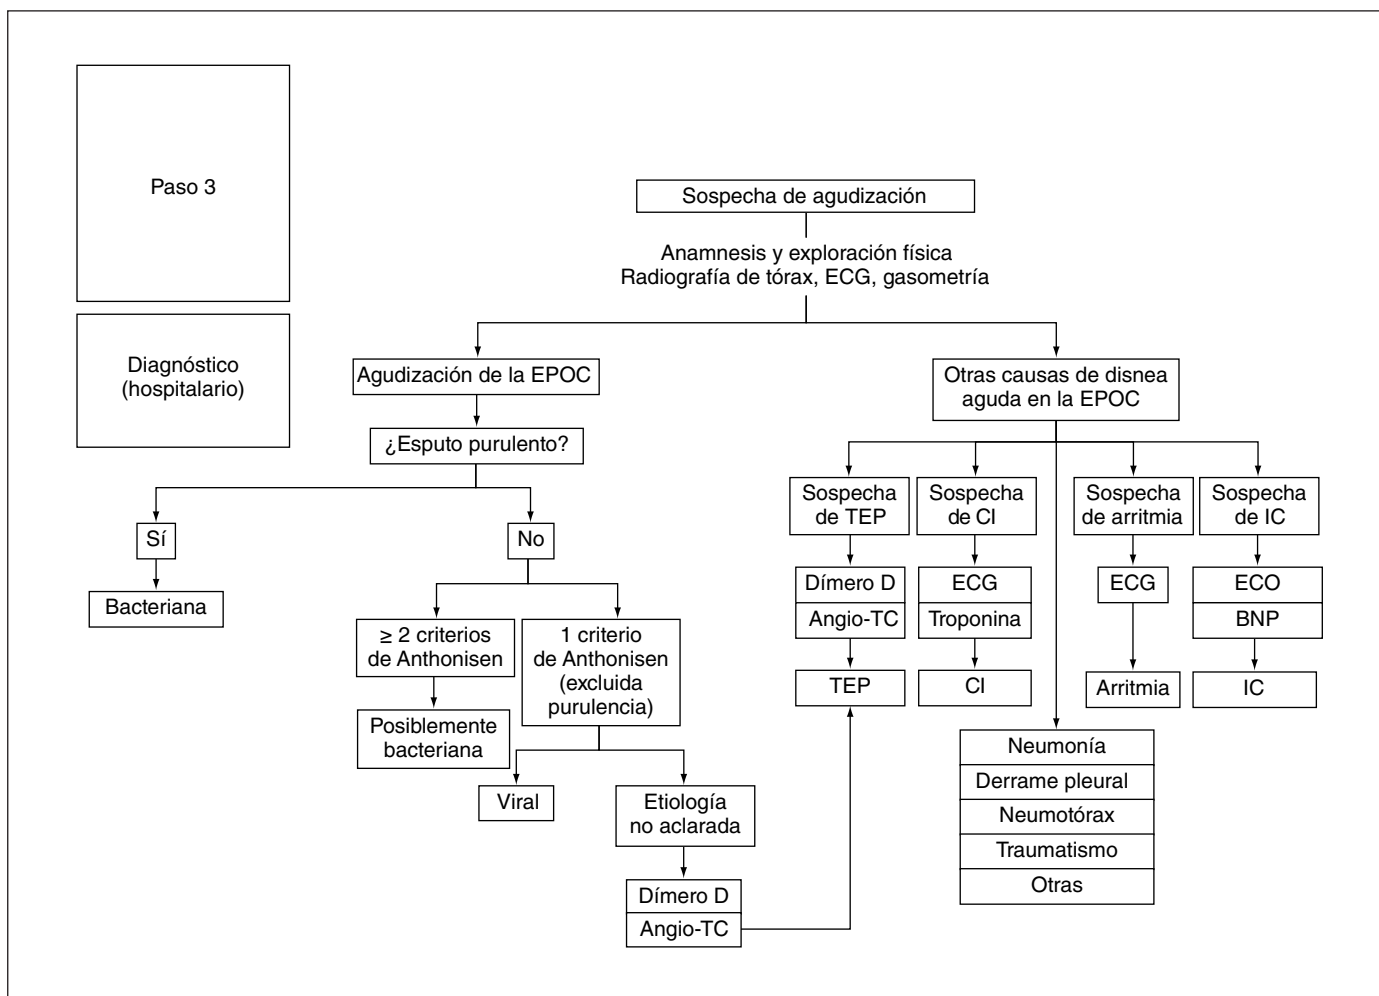 Paso 3
Diagnóstico
(hospitalario)
Sospecha de agudización
Anamnesis y exploración física
Radiografía de tórax, ECG, gasometría
Agudización de la EPOC
¿Esputo purulento?
Sí
Bacteriana
No
≥ 2 criterios
de Anthonisen
Posiblemente
bacteriana
1 criterio
de Anthonisen
(excluida
purulencia)
Viral
Etiología
no aclarada
Dímero D
Angio-TC
Otras causas de disnea
aguda en la EPOC
Sospecha
de TEP
Dímero D
Angio-TC
TEP
Sospecha
de CI
ECG
Troponina
CI
Sospecha
de arritmia
ECG
Arritmia
Sospecha
de IC
ECO
BNP
IC
Neumonía
Derrame pleural
Neumotórax
Traumatismo
Otras